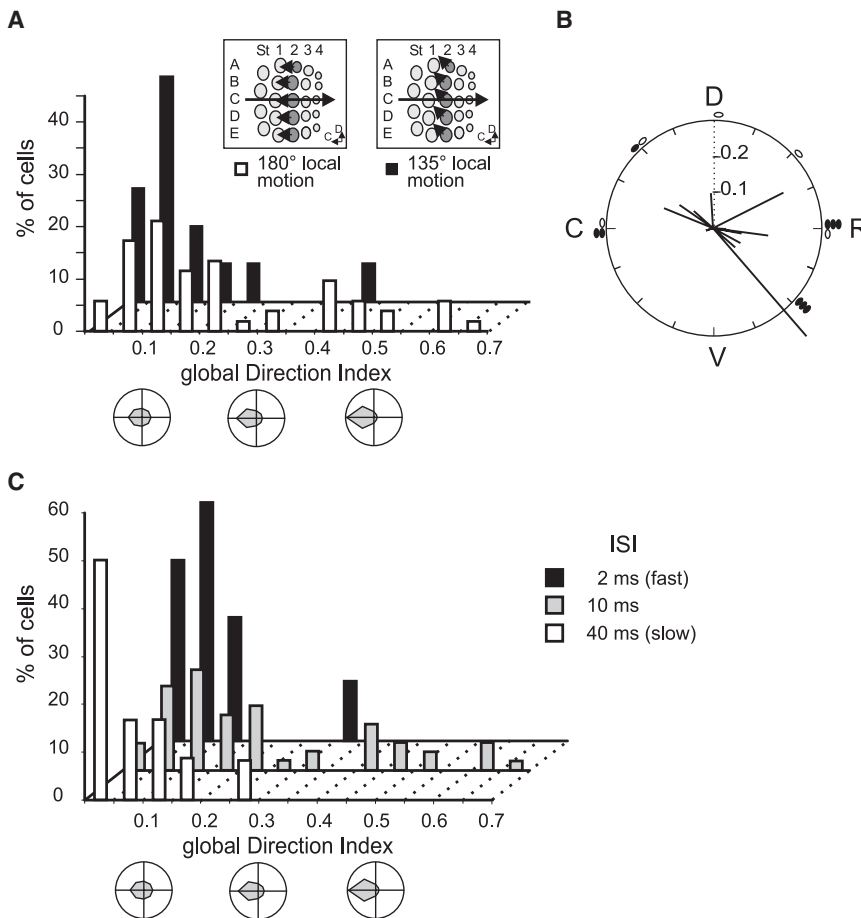 A
B
St 1 2 3 4
St 1 2 3 4
A
B
C
D
E
A
B
C
D
E
D
C
D
C
180° local motion
135° local motion
% of cells
40
30
20
10
0
0.1 0.2 0.3 0.4 0.5 0.6 0.7
global Direction Index
D
0.2
0.1
C
R
V
C
60
50
40
30
20
10
0
% of cells
0.1 0.2 0.3 0.4 0.5 0.6 0.7
global Direction Index
ISI
2 ms (fast)
10 ms
40 ms (slow)